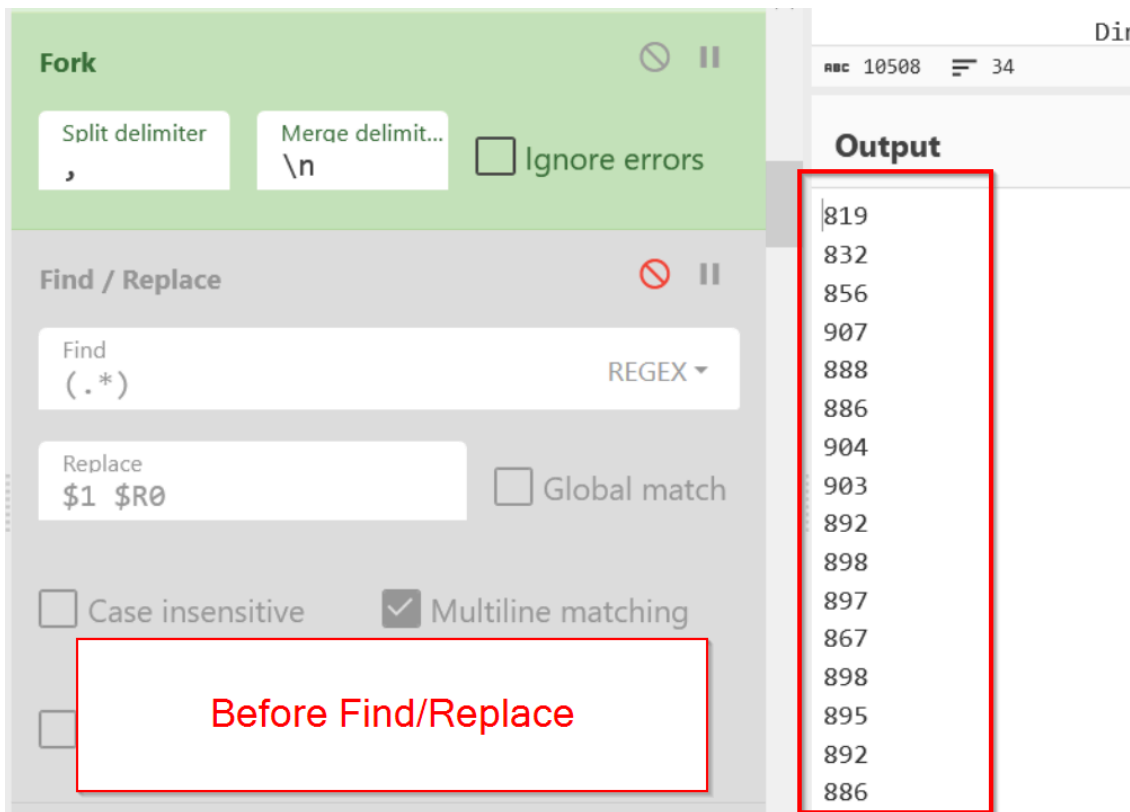 Fork
Split delimiter
,
Merge delimit...
\n
Ignore errors
Find / Replace
Find
(.*)
REGEX
Replace
$1 $R0
Global match
Case insensitive
Multiline matching
Before Find/Replace
ABC 10508 34
Output
819
832
856
907
888
886
904
903
892
898
897
867
898
895
892
886